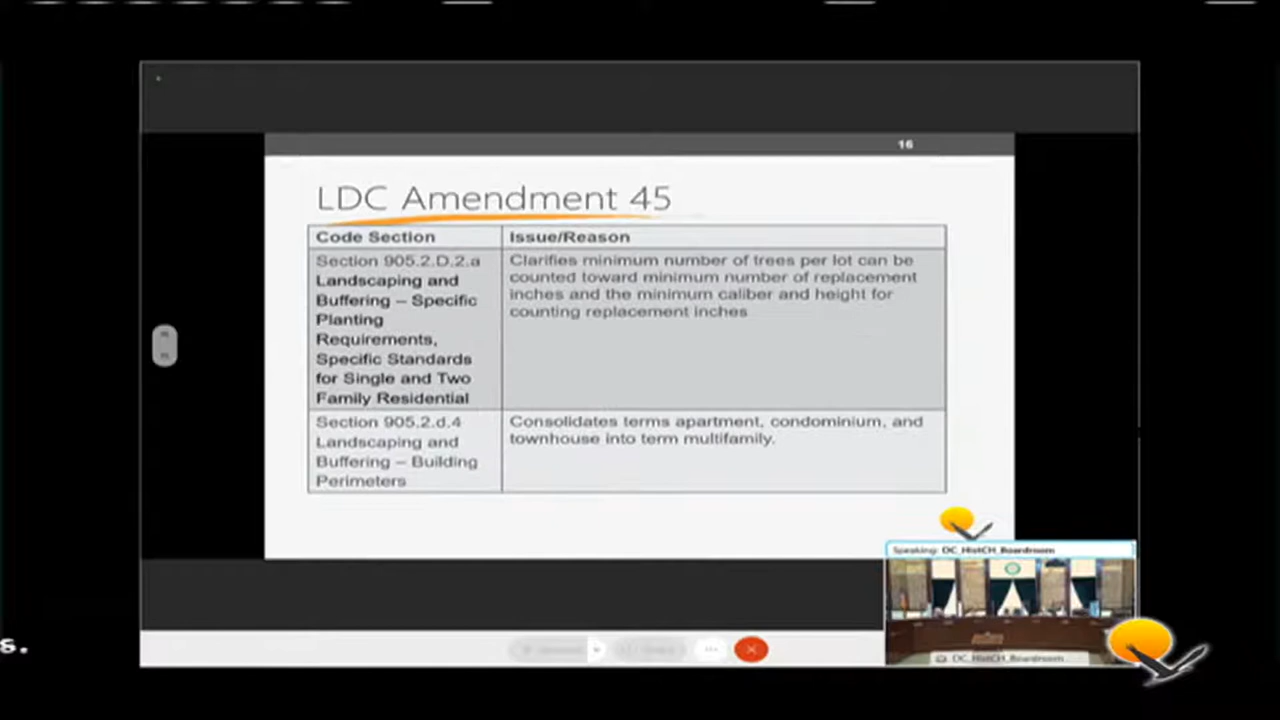 16
LDC Amendment 45
Code Section
Issue/Reason
Section 905.2.D.2.a
Landscaping and
Buffering – Specific
Planting
Requirements,
Specific Standards
for Single and Two
Family Residential
Clarifies minimum number of trees per lot can be
counted toward minimum number of replacement
inches and the minimum caliber and height for
counting replacement inches
Section 905.2.d.4
Landscaping and
Buffering – Building
Perimeters
Consolidates terms apartment, condominium, and
townhouse into term multifamily.
Speaking: DC_HistCH_Boardroom
DC_HistCH_Boardroom
s.